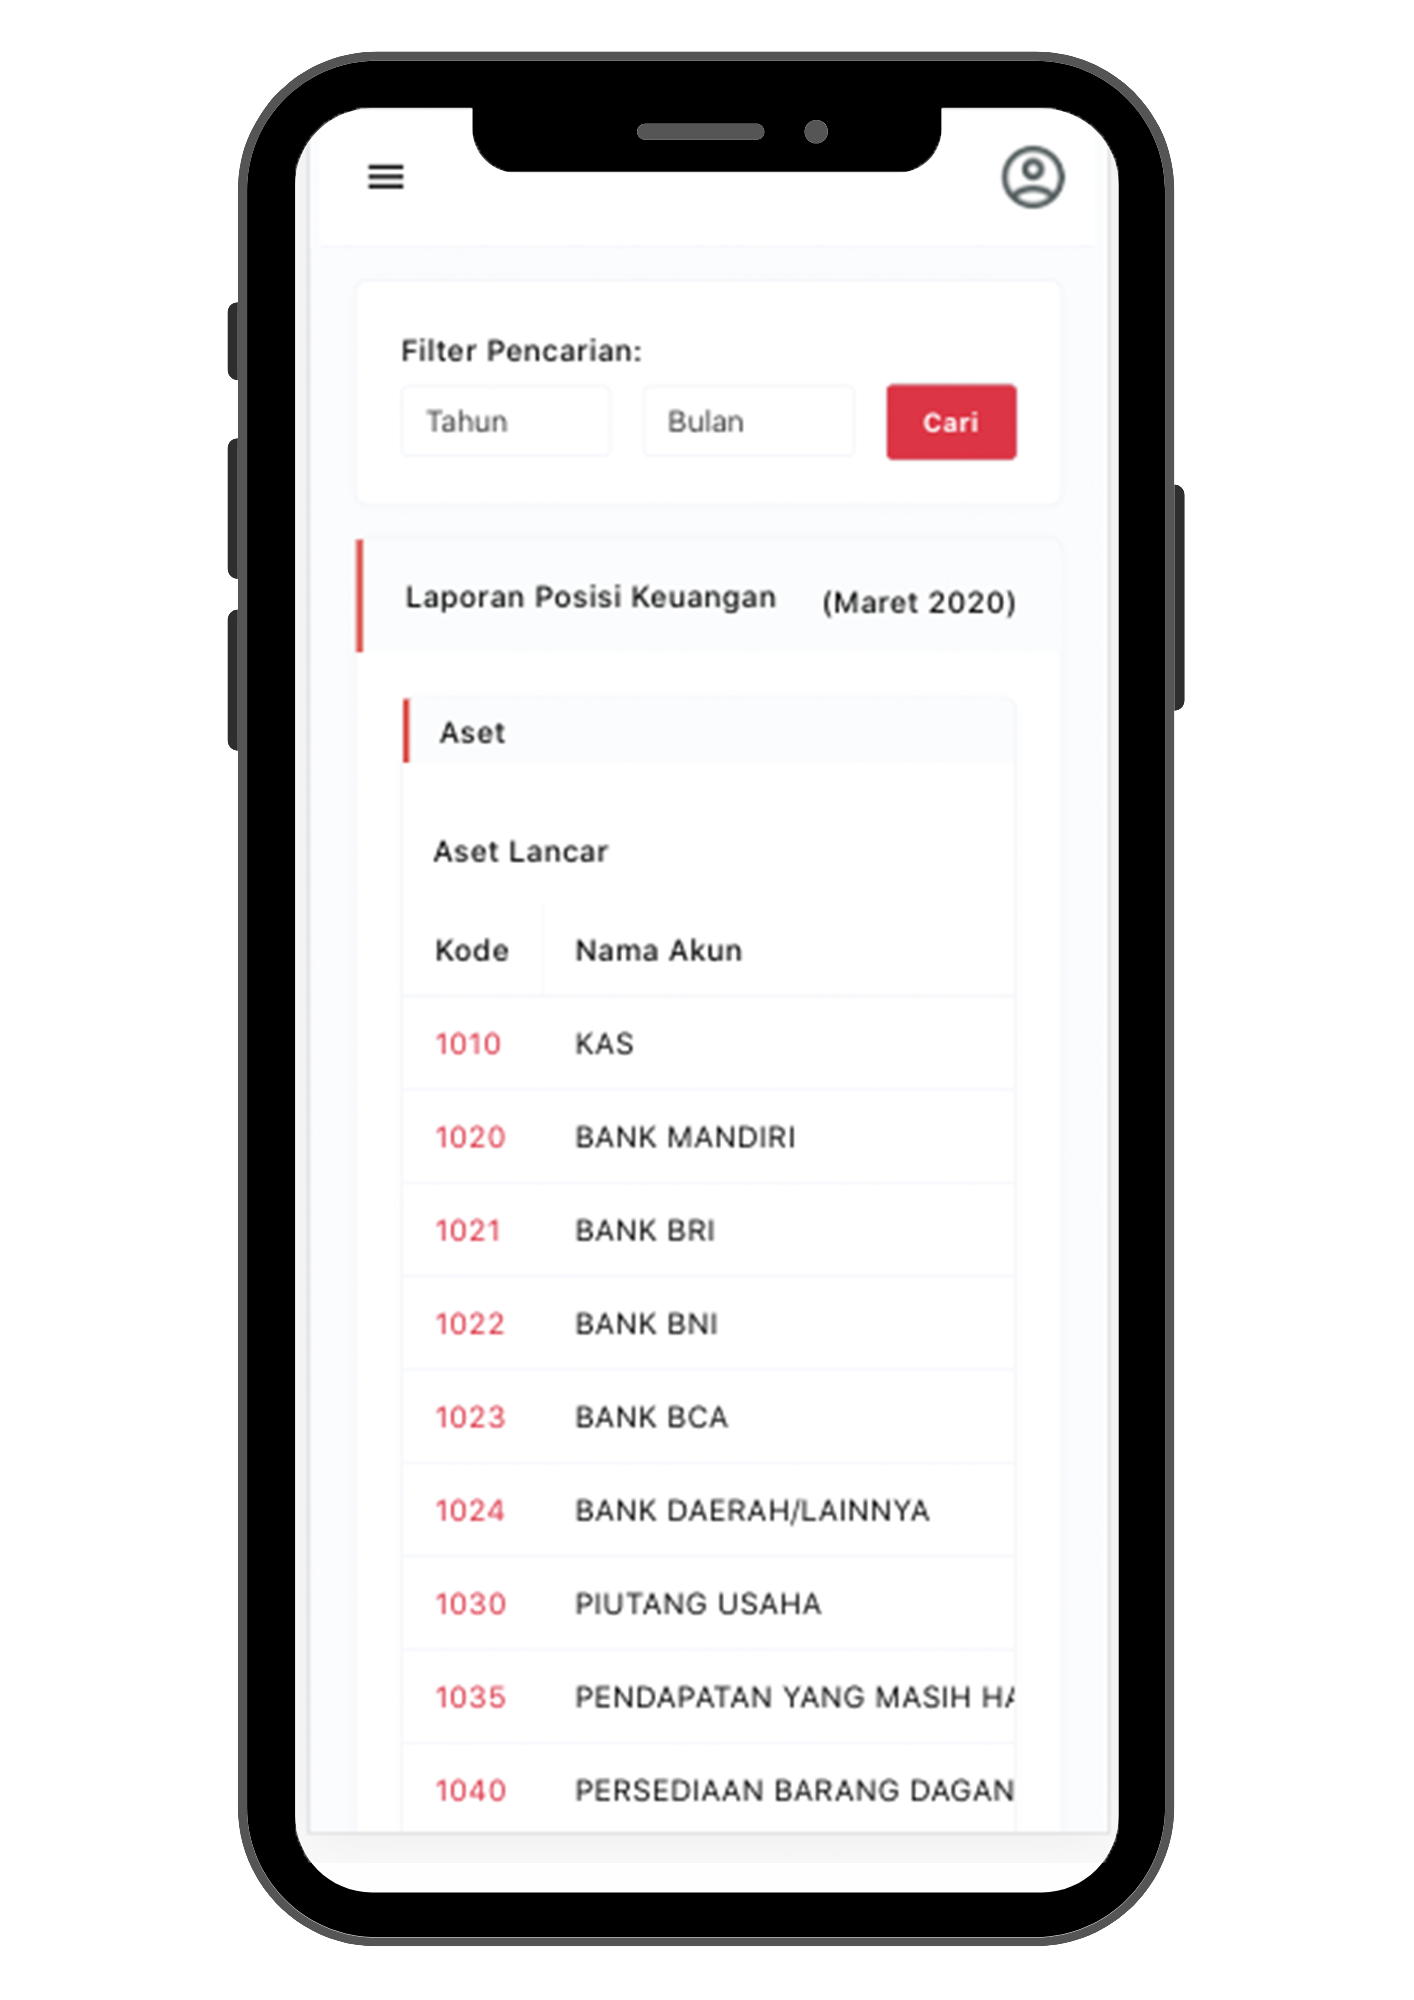 Filter Pencarian:
Tahun Bulan Cari
Laporan Posisi Keuangan (Maret 2020)
Aset
Aset Lancar
Kode Nama Akun
1010 KAS
1020 BANK MANDIRI
1021 BANK BRI
1022 BANK BNI
1023 BANK BCA
1024 BANK DAERAH/LAINNYA
1030 PIUTANG USAHA
1035 PENDAPATAN YANG MASIH HA
1040 PERSEDIAAN BARANG DAGAN